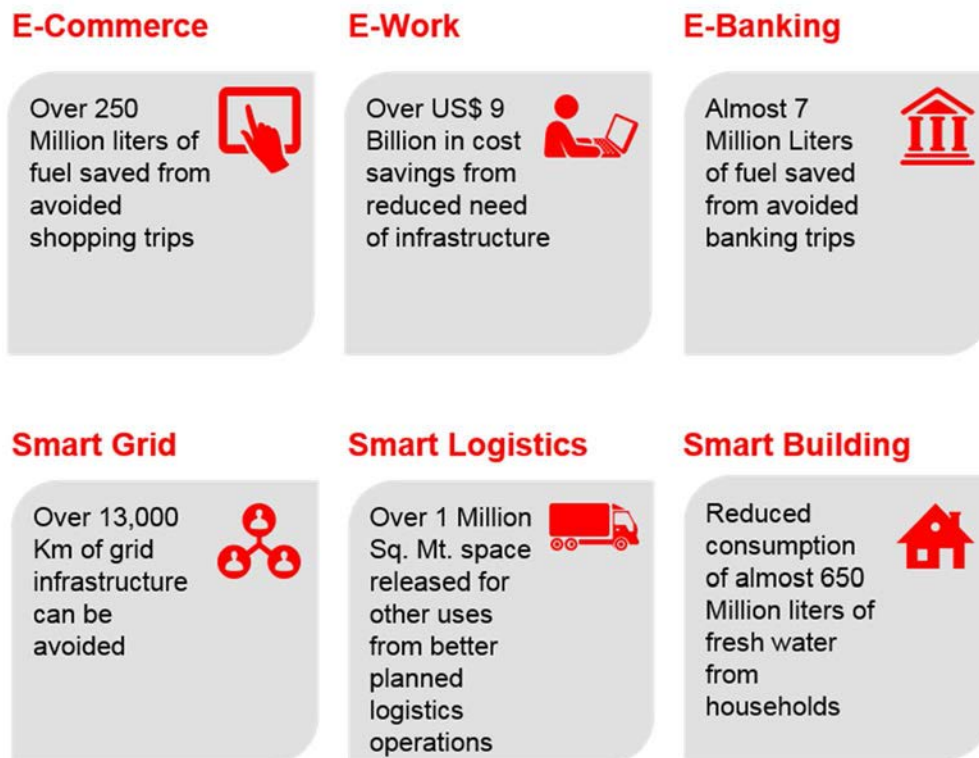 E-Commerce
Over 250
Million liters of
fuel saved from
avoided
shopping trips
E-Work
Over US$ 9
Billion in cost
savings from
reduced need
of infrastructure
E-Banking
Almost 7
Million Liters
of fuel saved
from avoided
banking trips
Smart Grid
Over 13,000
Km of grid
infrastructure
can be
avoided
Smart Logistics
Over 1 Million
Sq. Mt. space
released for
other uses
from better
planned
logistics
operations
Smart Building
Reduced
consumption
of almost 650
Million liters of
fresh water
from
households